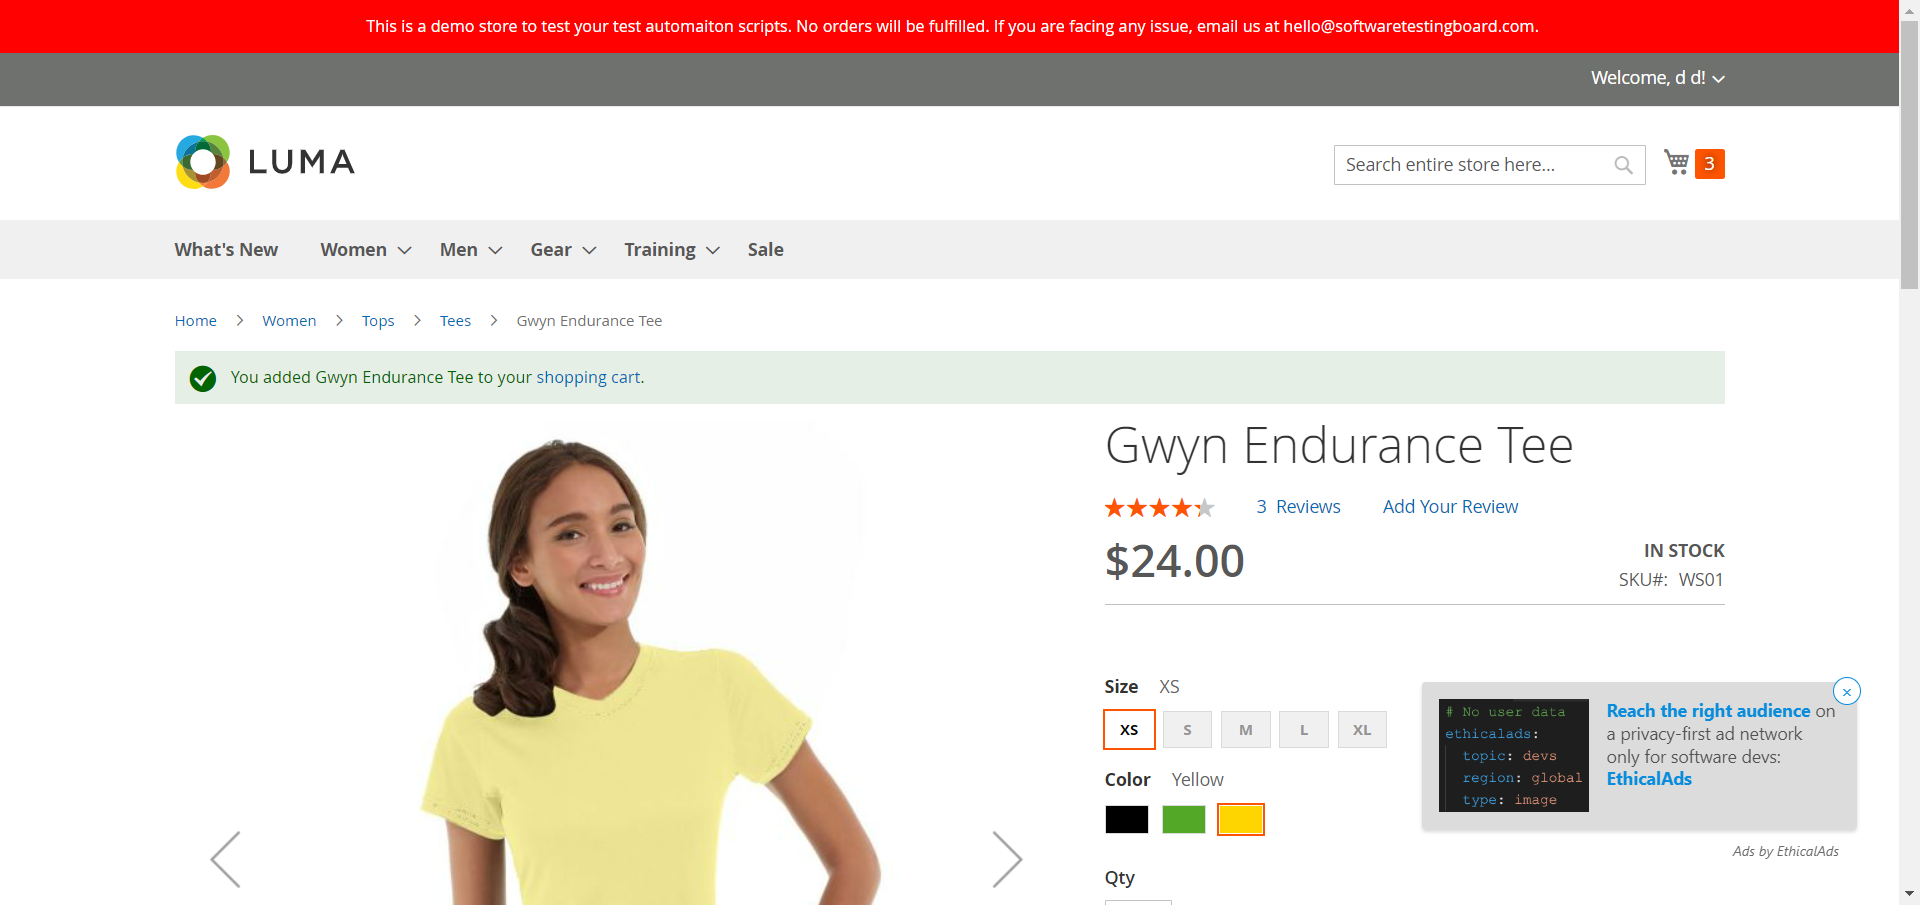 This is a demo store to test your test automaiton scripts. No orders will be fulfilled. If you are facing any issue, email us at hello@softwaretestingboard.com.
Welcome, d d!
LUMA
Search entire store here...
3
What's New
Women
Men
Gear
Training
Sale
Home
Women
Tops
Tees
Gwyn Endurance Tee
You added Gwyn Endurance Tee to your shopping cart.
Gwyn Endurance Tee
3 Reviews
Add Your Review
$24.00
IN STOCK
SKU#: WS01
Size XS
XS
S
M
L
XL
Color Yellow
Qty
# No user data
ethicalads:
topic: devs
region: global
type: image
Reach the right audience on
a privacy-first ad network
only for software devs:
EthicalAds
×
Ads by EthicalAds